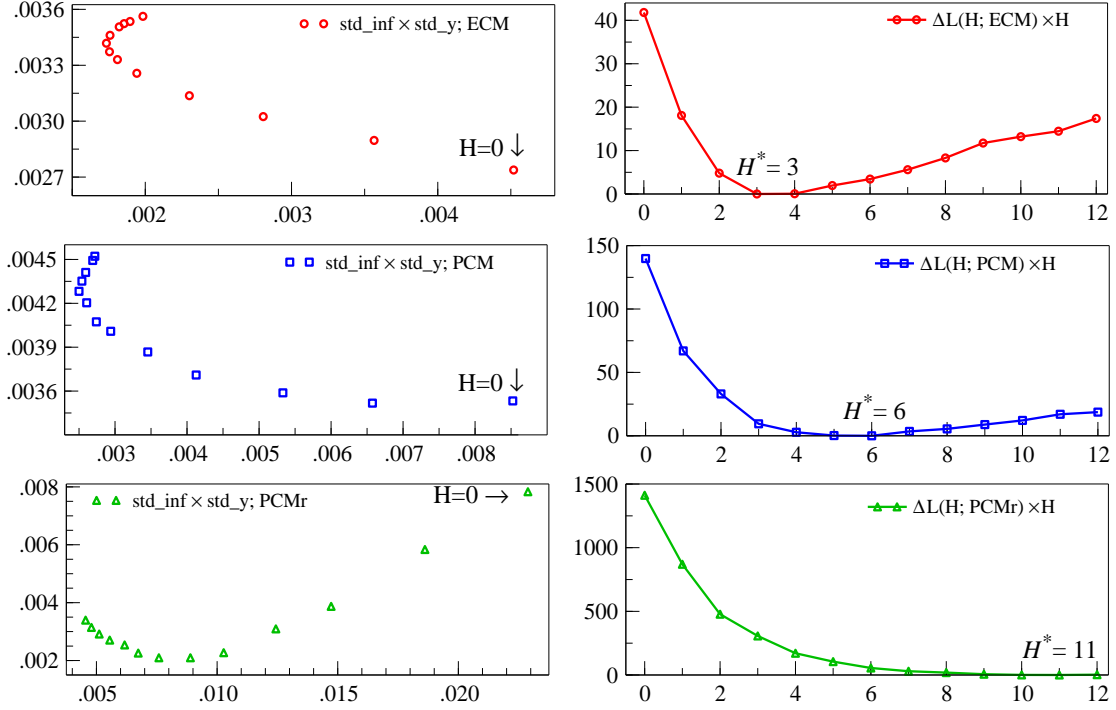 .0036
.0033
.0030
.0027
std_inf × std_y; ECM
H=0 ↓
.002 .003 .004
40
30
20
10
0
ΔL(H; ECM) × H
H* = 3
0 2 4 6 8 10 12
.0045
.0042
.0039
.0036
std_inf × std_y; PCM
H=0 ↓
.003 .004 .005 .006 .007 .008
150
100
50
0
ΔL(H; PCM) × H
H* = 6
0 2 4 6 8 10 12
.008
.006
.004
.002
std_inf × std_y; PCMr
H=0 →
.005 .010 .015 .020
1500
1000
500
0
ΔL(H; PCMr) × H
H* = 11
0 2 4 6 8 10 12